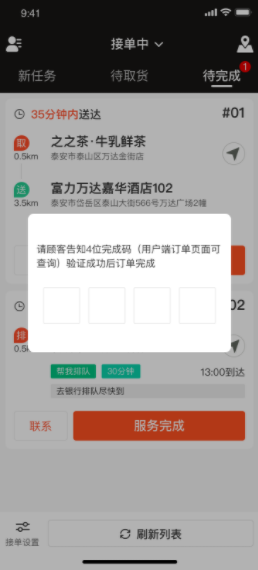 9:41
接单中
新任务 待取货 待完成 1
35分钟内送达 #01
取 之之茶·牛乳鲜茶
0.5km 泰安市泰山区万达金街店
送 富力万达嘉华酒店102
3.5km 泰安市岱岳区泰山大街566号万达广场2幢
请顾客告知4位完成码（用户端订单页面可
查询）验证成功后订单完成
02
排
0.5k
帮我排队 30分钟 13:00到达
去银行排队尽快到
联系 服务完成
接单设置 刷新列表